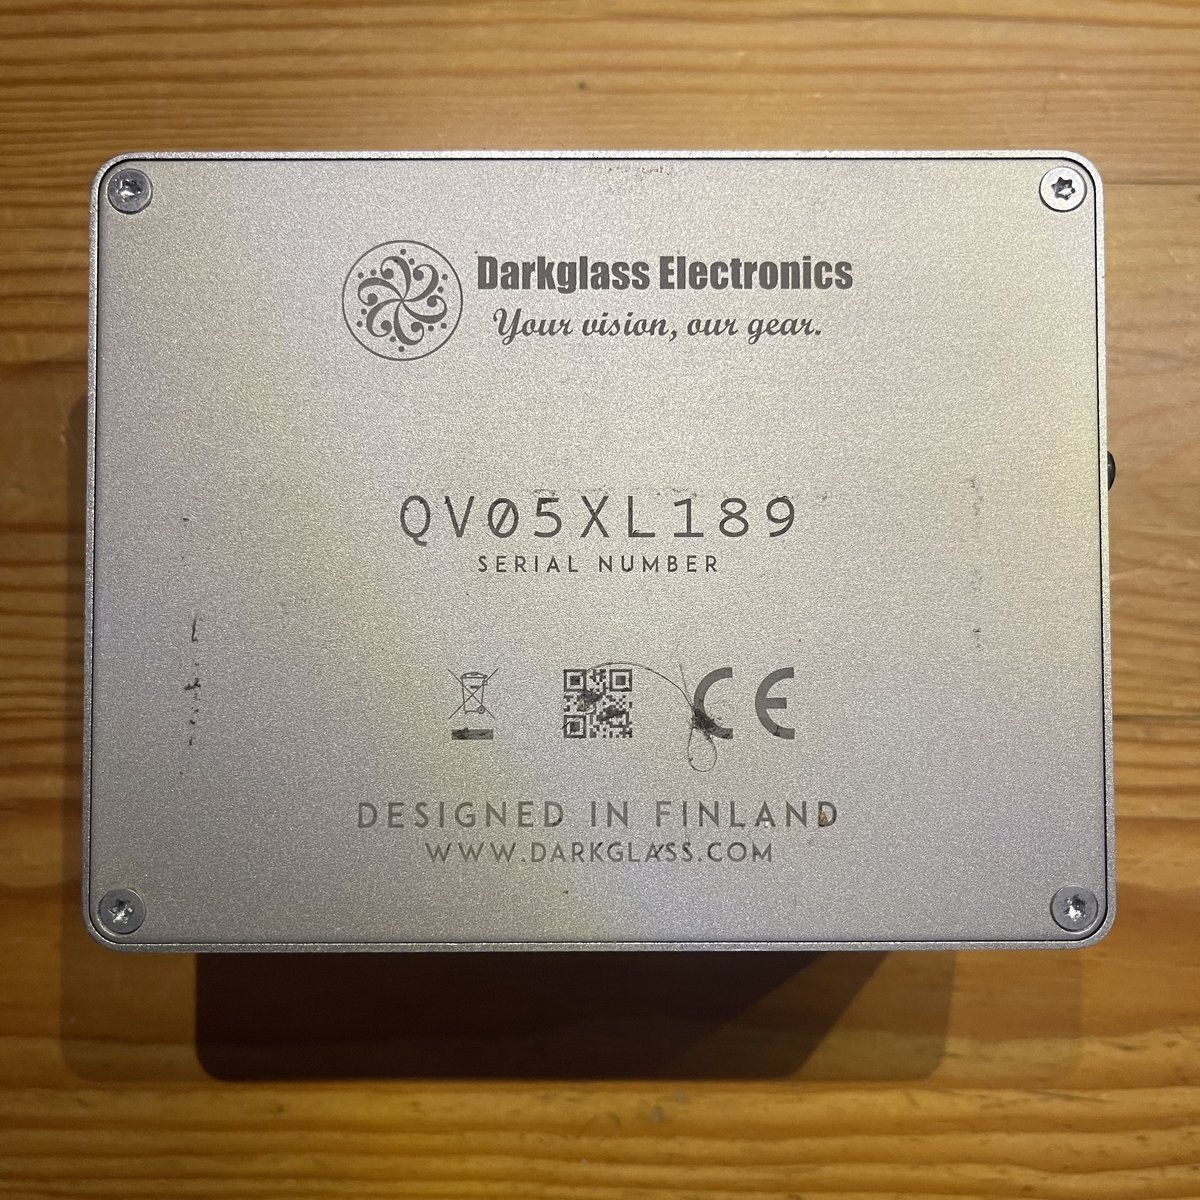 Darkglass Electronics
Your vision, our gear.
QV05XL189
SERIAL NUMBER
CE
DESIGNED IN FINLAND
WWW.DARKGLASS.COM